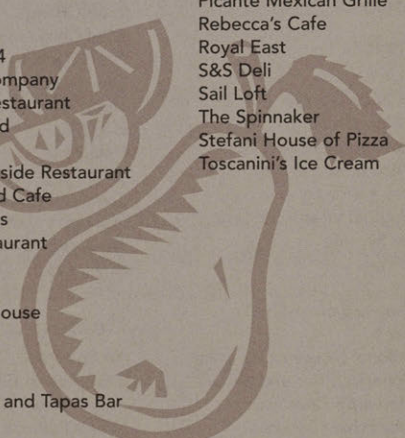 4
ompany
estaurant
d
side Restaurant
d Cafe
s
aurant
ouse
and Tapas Bar
Picante Mexican Grille
Rebecca's Cafe
Royal East
S&S Deli
Sail Loft
The Spinnaker
Stefani House of Pizza
Toscanini's Ice Cream